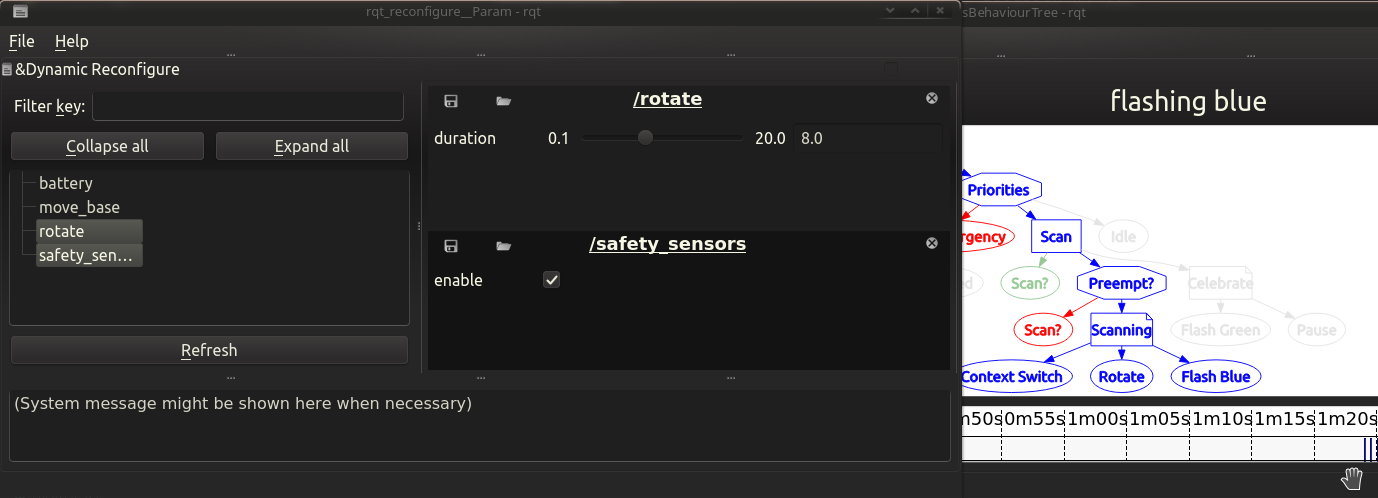 rqt_reconfigure__Param - rqt
File Help
&Dynamic Reconfigure
Filter key:
Collapse all Expand all
battery
move_base
rotate
safety_sen...
Refresh
/rotate
duration 0.1 20.0 8.0
/safety_sensors
enable
(System message might be shown here when necessary)
sBehaviourTree - rqt
flashing blue
Priorities
rgency Scan Idle
ed Scan? Preempt? Celebrate
Scan? Scanning Flash Green Pause
Context Switch Rotate Flash Blue
m50s 0m55s 1m00s 1m05s 1m10s 1m15s 1m20s